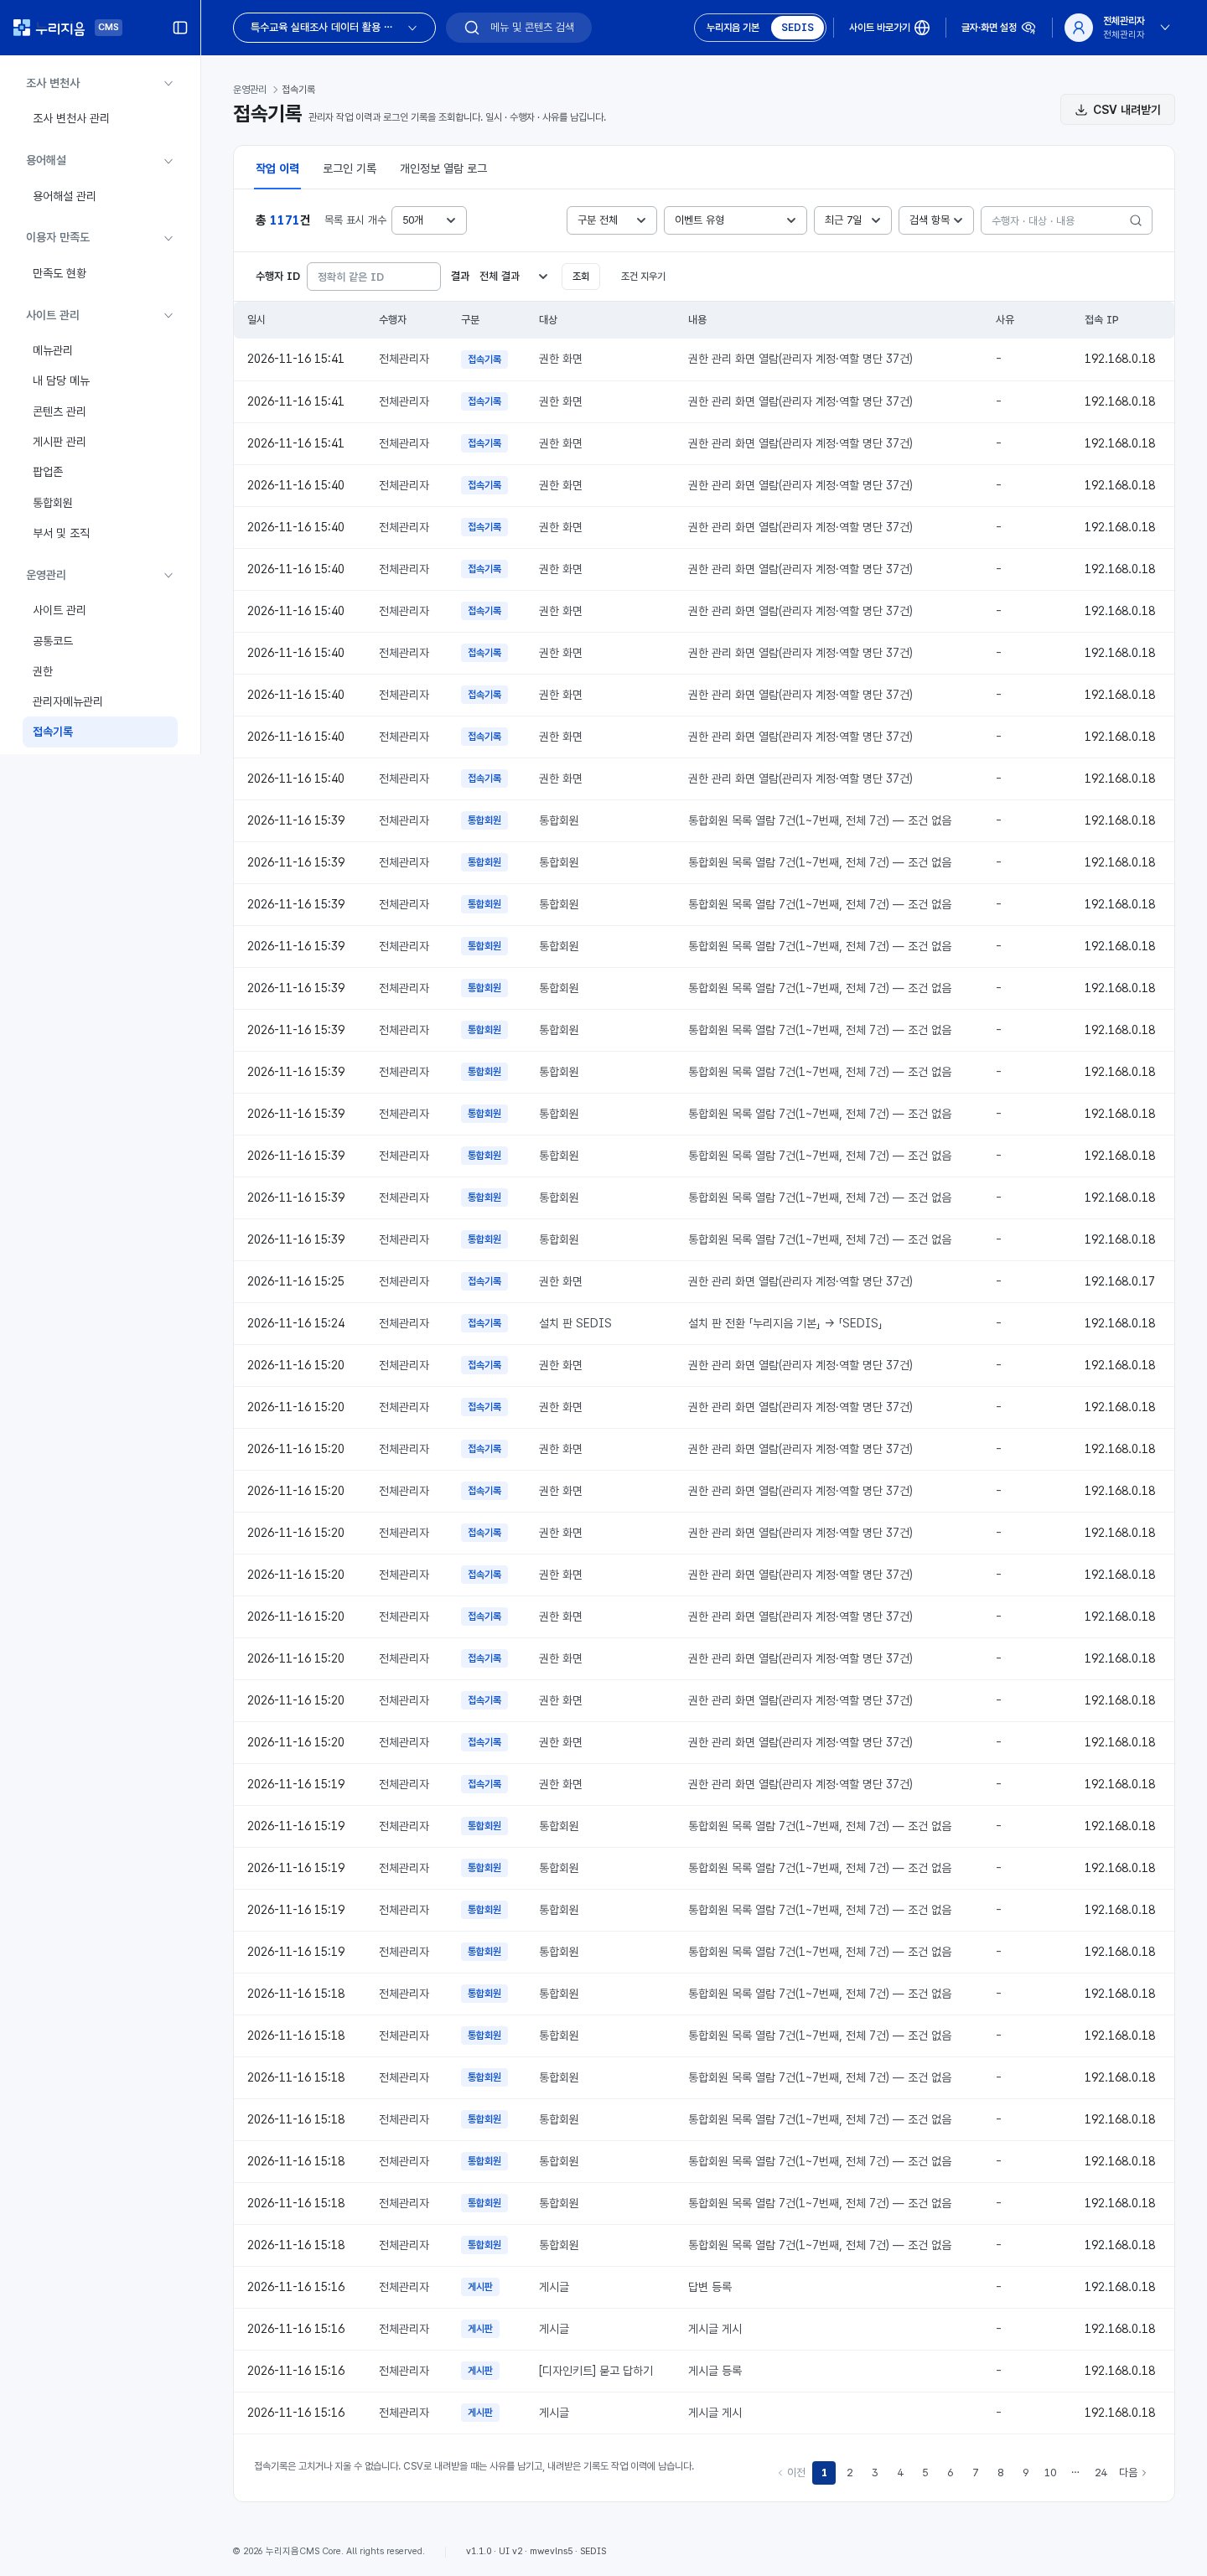 누리지음 CMS
특수교육 실태조사 데이터 활용 ···
메뉴 및 콘텐츠 검색
누리지음 기본 SEDIS
사이트 바로가기
글자·화면 설정
전체관리자
전체관리자
조사 변천사
조사 변천사 관리
용어해설
용어해설 관리
이용자 만족도
만족도 현황
사이트 관리
메뉴관리
내 담당 메뉴
콘텐츠 관리
게시판 관리
팝업존
통합회원
부서 및 조직
운영관리
사이트 관리
공통코드
권한
관리자메뉴관리
접속기록
운영관리 > 접속기록
접속기록 관리자 작업 이력과 로그인 기록을 조회합니다. 일시 · 수행자 · 사유를 남깁니다.
CSV 내려받기
작업 이력 로그인 기록 개인정보 열람 로그
총 1171건 목록 표시 개수 50개 구분 전체 이벤트 유형 최근 7일 검색 항목 수행자 · 대상 · 내용
수행자 ID 정확히 같은 ID 결과 전체 결과 조회 조건 지우기
일시 수행자 구분 대상 내용 사유 접속 IP
2026-11-16 15:41 전체관리자 접속기록 권한 화면 권한 관리 화면 열람(관리자 계정·역할 명단 37건) - 192.168.0.18
2026-11-16 15:41 전체관리자 접속기록 권한 화면 권한 관리 화면 열람(관리자 계정·역할 명단 37건) - 192.168.0.18
2026-11-16 15:41 전체관리자 접속기록 권한 화면 권한 관리 화면 열람(관리자 계정·역할 명단 37건) - 192.168.0.18
2026-11-16 15:40 전체관리자 접속기록 권한 화면 권한 관리 화면 열람(관리자 계정·역할 명단 37건) - 192.168.0.18
2026-11-16 15:40 전체관리자 접속기록 권한 화면 권한 관리 화면 열람(관리자 계정·역할 명단 37건) - 192.168.0.18
2026-11-16 15:40 전체관리자 접속기록 권한 화면 권한 관리 화면 열람(관리자 계정·역할 명단 37건) - 192.168.0.18
2026-11-16 15:40 전체관리자 접속기록 권한 화면 권한 관리 화면 열람(관리자 계정·역할 명단 37건) - 192.168.0.18
2026-11-16 15:40 전체관리자 접속기록 권한 화면 권한 관리 화면 열람(관리자 계정·역할 명단 37건) - 192.168.0.18
2026-11-16 15:40 전체관리자 접속기록 권한 화면 권한 관리 화면 열람(관리자 계정·역할 명단 37건) - 192.168.0.18
2026-11-16 15:40 전체관리자 접속기록 권한 화면 권한 관리 화면 열람(관리자 계정·역할 명단 37건) - 192.168.0.18
2026-11-16 15:40 전체관리자 접속기록 권한 화면 권한 관리 화면 열람(관리자 계정·역할 명단 37건) - 192.168.0.18
2026-11-16 15:39 전체관리자 통합회원 통합회원 통합회원 목록 열람 7건(1~7번째, 전체 7건) — 조건 없음 - 192.168.0.18
2026-11-16 15:39 전체관리자 통합회원 통합회원 통합회원 목록 열람 7건(1~7번째, 전체 7건) — 조건 없음 - 192.168.0.18
2026-11-16 15:39 전체관리자 통합회원 통합회원 통합회원 목록 열람 7건(1~7번째, 전체 7건) — 조건 없음 - 192.168.0.18
2026-11-16 15:39 전체관리자 통합회원 통합회원 통합회원 목록 열람 7건(1~7번째, 전체 7건) — 조건 없음 - 192.168.0.18
2026-11-16 15:39 전체관리자 통합회원 통합회원 통합회원 목록 열람 7건(1~7번째, 전체 7건) — 조건 없음 - 192.168.0.18
2026-11-16 15:39 전체관리자 통합회원 통합회원 통합회원 목록 열람 7건(1~7번째, 전체 7건) — 조건 없음 - 192.168.0.18
2026-11-16 15:39 전체관리자 통합회원 통합회원 통합회원 목록 열람 7건(1~7번째, 전체 7건) — 조건 없음 - 192.168.0.18
2026-11-16 15:39 전체관리자 통합회원 통합회원 통합회원 목록 열람 7건(1~7번째, 전체 7건) — 조건 없음 - 192.168.0.18
2026-11-16 15:39 전체관리자 통합회원 통합회원 통합회원 목록 열람 7건(1~7번째, 전체 7건) — 조건 없음 - 192.168.0.18
2026-11-16 15:39 전체관리자 통합회원 통합회원 통합회원 목록 열람 7건(1~7번째, 전체 7건) — 조건 없음 - 192.168.0.18
2026-11-16 15:39 전체관리자 통합회원 통합회원 통합회원 목록 열람 7건(1~7번째, 전체 7건) — 조건 없음 - 192.168.0.18
2026-11-16 15:25 전체관리자 접속기록 권한 화면 권한 관리 화면 열람(관리자 계정·역할 명단 37건) - 192.168.0.17
2026-11-16 15:24 전체관리자 접속기록 설치 판 SEDIS 설치 판 전환 「누리지음 기본」 → 「SEDIS」 - 192.168.0.18
2026-11-16 15:20 전체관리자 접속기록 권한 화면 권한 관리 화면 열람(관리자 계정·역할 명단 37건) - 192.168.0.18
2026-11-16 15:20 전체관리자 접속기록 권한 화면 권한 관리 화면 열람(관리자 계정·역할 명단 37건) - 192.168.0.18
2026-11-16 15:20 전체관리자 접속기록 권한 화면 권한 관리 화면 열람(관리자 계정·역할 명단 37건) - 192.168.0.18
2026-11-16 15:20 전체관리자 접속기록 권한 화면 권한 관리 화면 열람(관리자 계정·역할 명단 37건) - 192.168.0.18
2026-11-16 15:20 전체관리자 접속기록 권한 화면 권한 관리 화면 열람(관리자 계정·역할 명단 37건) - 192.168.0.18
2026-11-16 15:20 전체관리자 접속기록 권한 화면 권한 관리 화면 열람(관리자 계정·역할 명단 37건) - 192.168.0.18
2026-11-16 15:20 전체관리자 접속기록 권한 화면 권한 관리 화면 열람(관리자 계정·역할 명단 37건) - 192.168.0.18
2026-11-16 15:20 전체관리자 접속기록 권한 화면 권한 관리 화면 열람(관리자 계정·역할 명단 37건) - 192.168.0.18
2026-11-16 15:20 전체관리자 접속기록 권한 화면 권한 관리 화면 열람(관리자 계정·역할 명단 37건) - 192.168.0.18
2026-11-16 15:20 전체관리자 접속기록 권한 화면 권한 관리 화면 열람(관리자 계정·역할 명단 37건) - 192.168.0.18
2026-11-16 15:19 전체관리자 접속기록 권한 화면 권한 관리 화면 열람(관리자 계정·역할 명단 37건) - 192.168.0.18
2026-11-16 15:19 전체관리자 통합회원 통합회원 통합회원 목록 열람 7건(1~7번째, 전체 7건) — 조건 없음 - 192.168.0.18
2026-11-16 15:19 전체관리자 통합회원 통합회원 통합회원 목록 열람 7건(1~7번째, 전체 7건) — 조건 없음 - 192.168.0.18
2026-11-16 15:19 전체관리자 통합회원 통합회원 통합회원 목록 열람 7건(1~7번째, 전체 7건) — 조건 없음 - 192.168.0.18
2026-11-16 15:19 전체관리자 통합회원 통합회원 통합회원 목록 열람 7건(1~7번째, 전체 7건) — 조건 없음 - 192.168.0.18
2026-11-16 15:18 전체관리자 통합회원 통합회원 통합회원 목록 열람 7건(1~7번째, 전체 7건) — 조건 없음 - 192.168.0.18
2026-11-16 15:18 전체관리자 통합회원 통합회원 통합회원 목록 열람 7건(1~7번째, 전체 7건) — 조건 없음 - 192.168.0.18
2026-11-16 15:18 전체관리자 통합회원 통합회원 통합회원 목록 열람 7건(1~7번째, 전체 7건) — 조건 없음 - 192.168.0.18
2026-11-16 15:18 전체관리자 통합회원 통합회원 통합회원 목록 열람 7건(1~7번째, 전체 7건) — 조건 없음 - 192.168.0.18
2026-11-16 15:18 전체관리자 통합회원 통합회원 통합회원 목록 열람 7건(1~7번째, 전체 7건) — 조건 없음 - 192.168.0.18
2026-11-16 15:18 전체관리자 통합회원 통합회원 통합회원 목록 열람 7건(1~7번째, 전체 7건) — 조건 없음 - 192.168.0.18
2026-11-16 15:18 전체관리자 통합회원 통합회원 통합회원 목록 열람 7건(1~7번째, 전체 7건) — 조건 없음 - 192.168.0.18
2026-11-16 15:16 전체관리자 게시판 게시글 답변 등록 - 192.168.0.18
2026-11-16 15:16 전체관리자 게시판 게시글 게시글 게시 - 192.168.0.18
2026-11-16 15:16 전체관리자 게시판 [디자인키트] 묻고 답하기 게시글 등록 - 192.168.0.18
2026-11-16 15:16 전체관리자 게시판 게시글 게시글 게시 - 192.168.0.18
접속기록은 고치거나 지울 수 없습니다. CSV로 내려받을 때는 사유를 남기고, 내려받은 기록도 작업 이력에 남습니다.
이전 1 2 3 4 5 6 7 8 9 10 ··· 24 다음
© 2026 누리지음CMS Core. All rights reserved. v1.1.0 · UI v2 · mwevlns5 · SEDIS